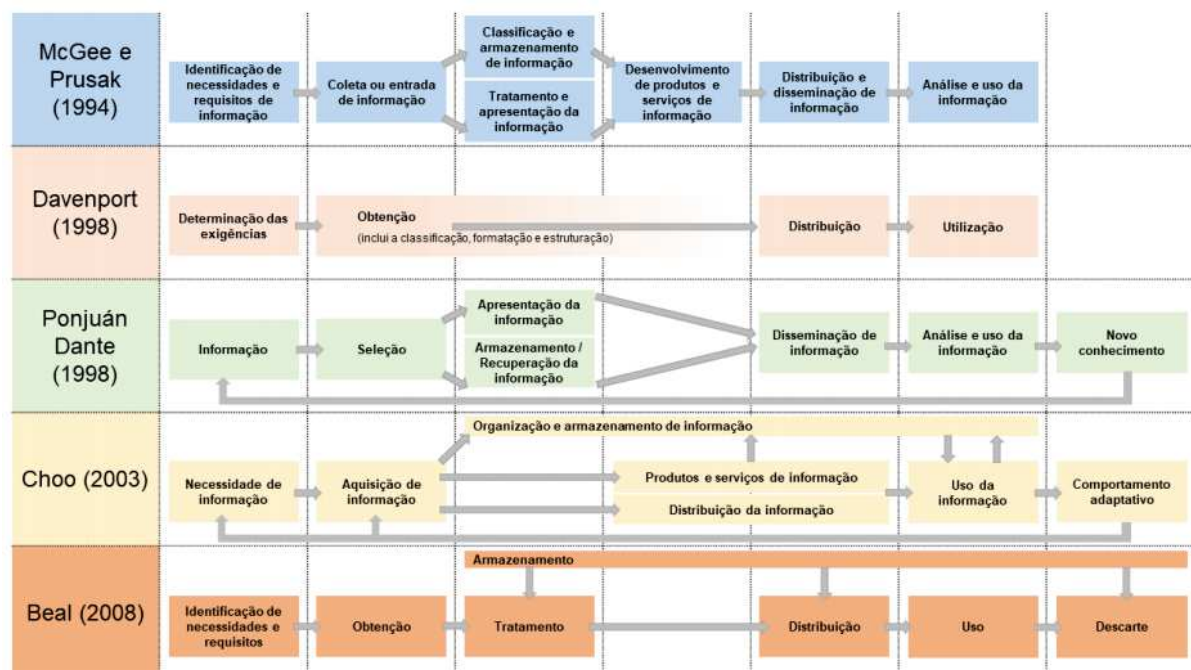 McGee e
Prusak
(1994)
Identificação de
necessidades e
requisitos de
informação
Coleta ou entrada
de informação
Classificação e
armazenamento
de informação
Tratamento e
apresentação da
informação
Desenvolvimento
de produtos e
serviços de
informação
Distribuição e
disseminação de
informação
Análise e uso da
informação
Davenport
(1998)
Determinação das
exigências
Obtenção
(inclui a classificação, formatação e estruturação)
Distribuição
Utilização
Ponjuán
Dante
(1998)
Informação
Seleção
Apresentação da
informação
Armazenamento /
Recuperação da
informação
Disseminação de
informação
Análise e uso da
informação
Novo
conhecimento
Choo (2003)
Necessidade de
informação
Aquisição de
informação
Organização e armazenamento de informação
Produtos e serviços de informação
Distribuição da informação
Uso da
informação
Comportamento
adaptativo
Beal (2008)
Identificação de
necessidades e
requisitos
Obtenção
Armazenamento
Tratamento
Distribuição
Uso
Descarte